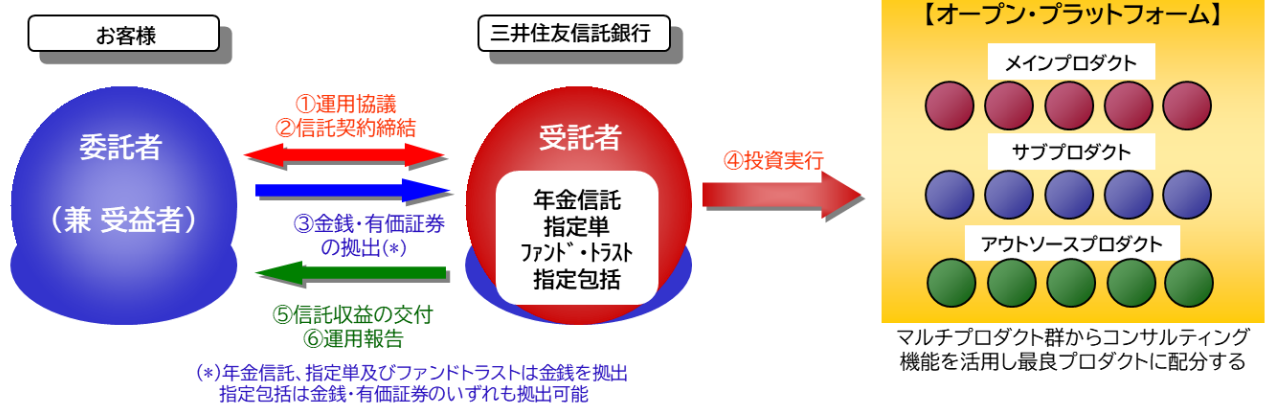 お客様
委託者
（兼 受益者）
①運用協議
②信託契約締結
③金銭・有価証券
の拠出(*)
⑤信託収益の交付
⑥運用報告
三井住友信託銀行
受託者
年金信託
指定単
ﾌｧﾝﾄﾞ・ﾄﾗｽﾄ
指定包括
④投資実行
【オープン・プラットフォーム】
メインプロダクト
サブプロダクト
アウトソースプロダクト
マルチプロダクト群からコンサルティング
機能を活用し最良プロダクトに配分する
(*)年金信託、指定単及びファンドトラストは金銭を拠出
指定包括は金銭・有価証券のいずれも拠出可能